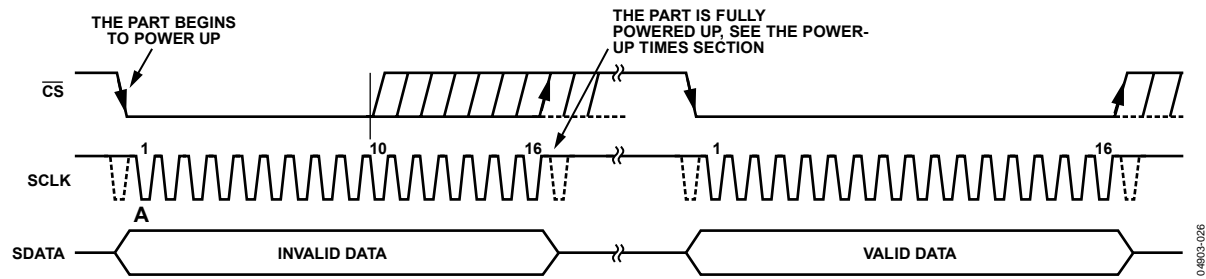 THE PART BEGINS
TO POWER UP
THE PART IS FULLY
POWERED UP, SEE THE POWER-
UP TIMES SECTION
CS
SCLK
1
10
16
1
16
A
SDATA
INVALID DATA
VALID DATA
04903-026